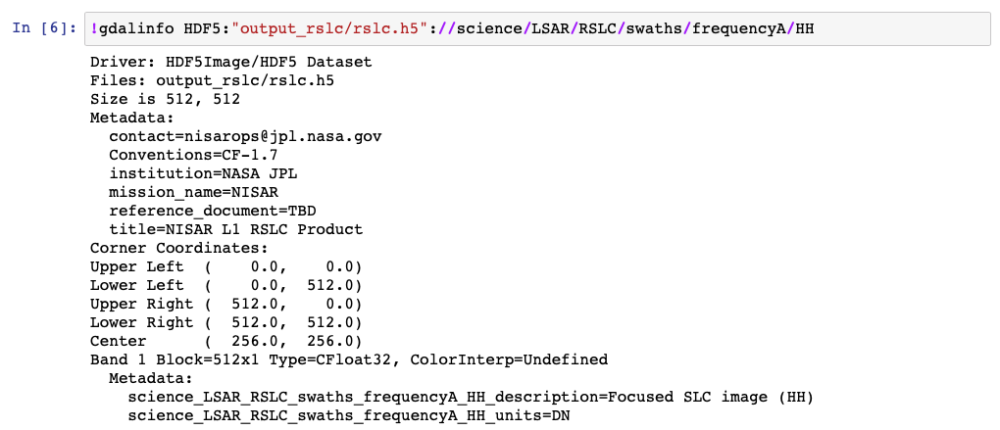 In [6]: !gdalinfo HDF5:"output_rslc/rslc.h5"://science/LSAR/RSLC/swaths/frequencyA/HH
Driver: HDF5Image/HDF5 Dataset
Files: output_rslc/rslc.h5
Size is 512, 512
Metadata:
  contact=nisarops@jpl.nasa.gov
  Conventions=CF-1.7
  institution=NASA JPL
  mission_name=NISAR
  reference_document=TBD
  title=NISAR L1 RSLC Product
Corner Coordinates:
Upper Left  (    0.0,    0.0)
Lower Left  (    0.0,  512.0)
Upper Right (  512.0,    0.0)
Lower Right (  512.0,  512.0)
Center      (  256.0,  256.0)
Band 1 Block=512x1 Type=CFloat32, ColorInterp=Undefined
  Metadata:
    science_LSAR_RSLC_swaths_frequencyA_HH_description=Focused SLC image (HH)
    science_LSAR_RSLC_swaths_frequencyA_HH_units=DN